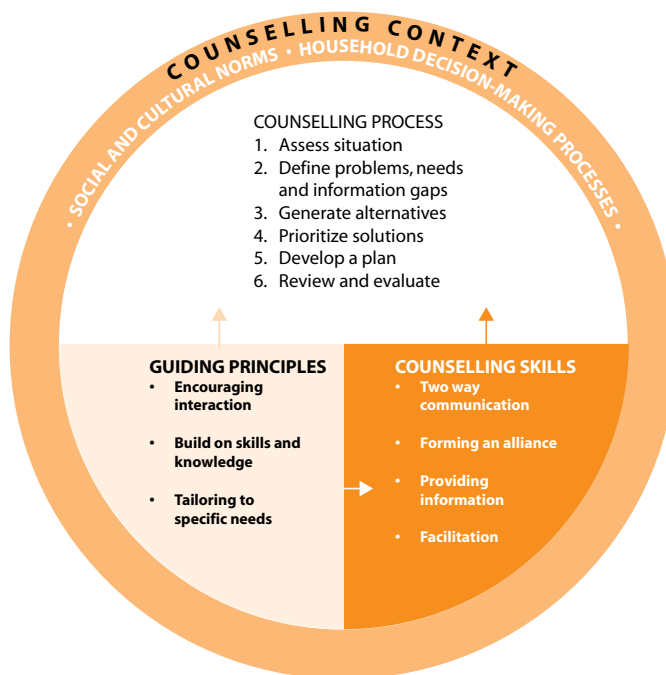 COUNSELLING CONTEXT
• SOCIAL AND CULTURAL NORMS • HOUSEHOLD DECISION-MAKING PROCESSES •
COUNSELLING PROCESS
1. Assess situation
2. Define problems, needs
and information gaps
3. Generate alternatives
4. Prioritize solutions
5. Develop a plan
6. Review and evaluate
GUIDING PRINCIPLES
• Encouraging
interaction
• Build on skills and
knowledge
• Tailoring to
specific needs
COUNSELLING SKILLS
• Two way
communication
• Forming an alliance
• Providing
information
• Facilitation